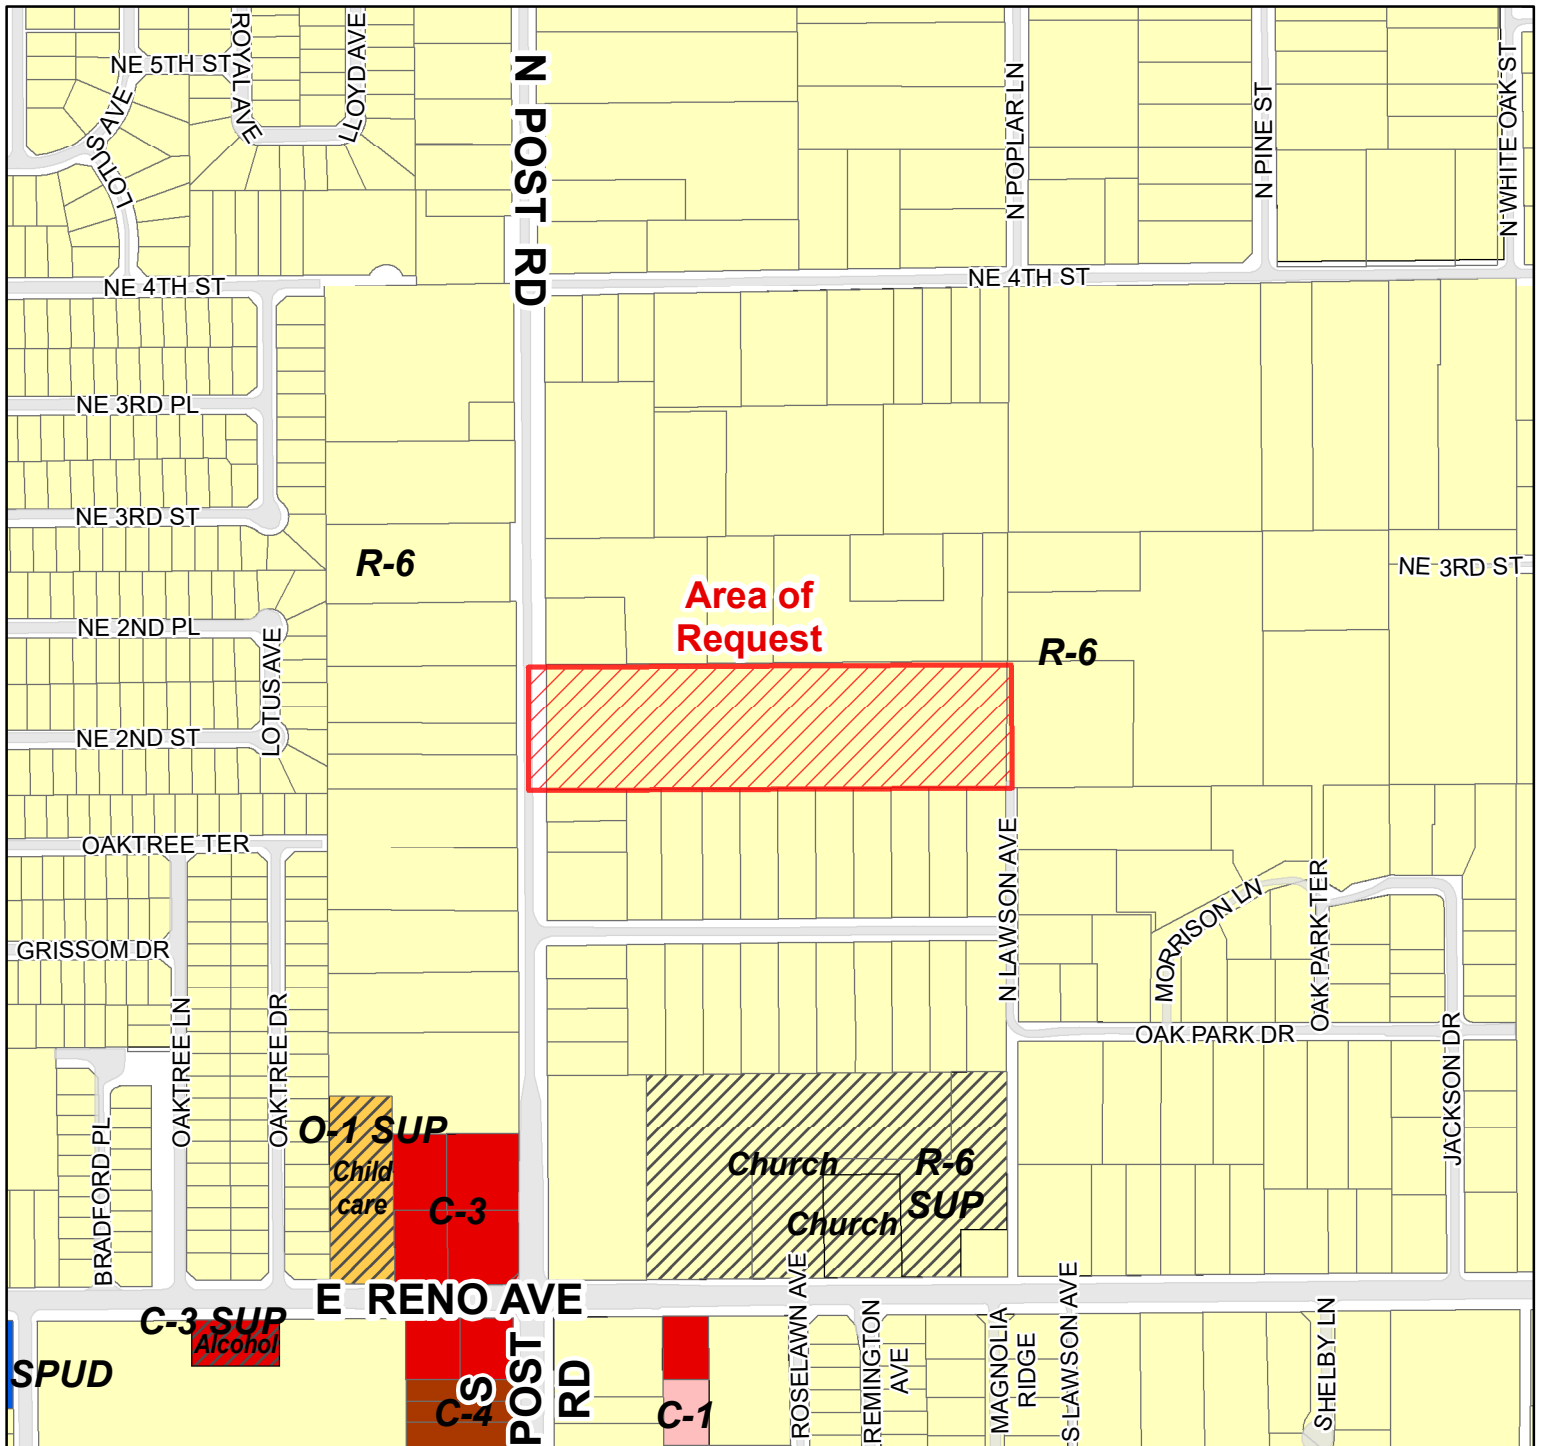 NE 5TH ST
ROYAL AVE
LLOYD AVE
LOTUS AVE
LOTUS
N POST RD
N POPLAR LN
N PINE ST
N WHITE OAK ST
NE 4TH ST
NE 4TH ST
NE 3RD PL
NE 3RD ST
R-6
NE 3RD ST
Area of
Request
NE 2ND PL
LOTUS AVE
R-6
NE 2ND ST
OAKTREE TER
N LAWSON AVE
MORRISON LN
OAK PARK TER
GRISSOM DR
OAKTREE LN
OAKTREE DR
OAK PARK DR
JACKSON DR
BRADFORD PL
O-1 SUP
Child
care
C-3
Church
R-6
SUP
Church
E RENO AVE
C-3 SUP
Alcohol
SPUD
S POST
RD
C-4
C-1
ROSELAWN AVE
REMINGTON
AVE
MAGNOLIA
RIDGE
S LAWSON AVE
SHELBY LN